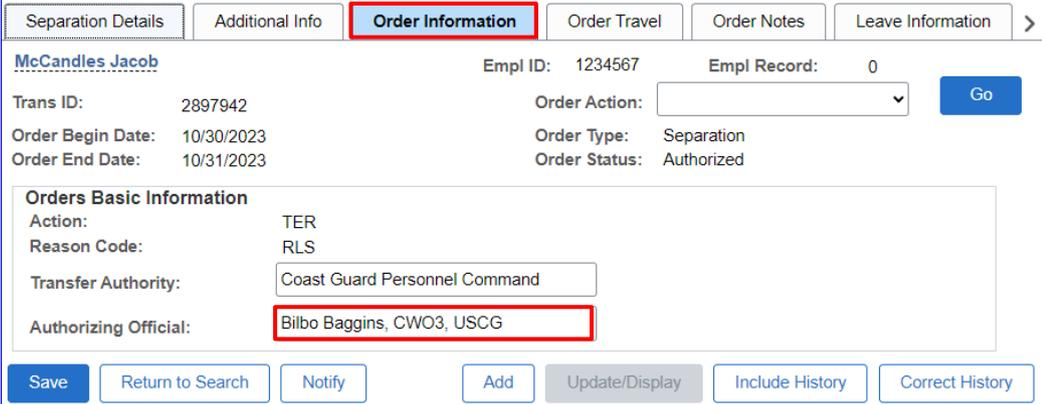 Separation Details Additional Info Order Information Order Travel Order Notes Leave Information
McCandles Jacob Empl ID: 1234567 Empl Record: 0
Trans ID: 2897942 Order Action: Go
Order Begin Date: 10/30/2023 Order Type: Separation
Order End Date: 10/31/2023 Order Status: Authorized
Orders Basic Information
Action: TER
Reason Code: RLS
Transfer Authority: Coast Guard Personnel Command
Authorizing Official: Bilbo Baggins, CWO3, USCG
Save Return to Search Notify Add Update/Display Include History Correct History